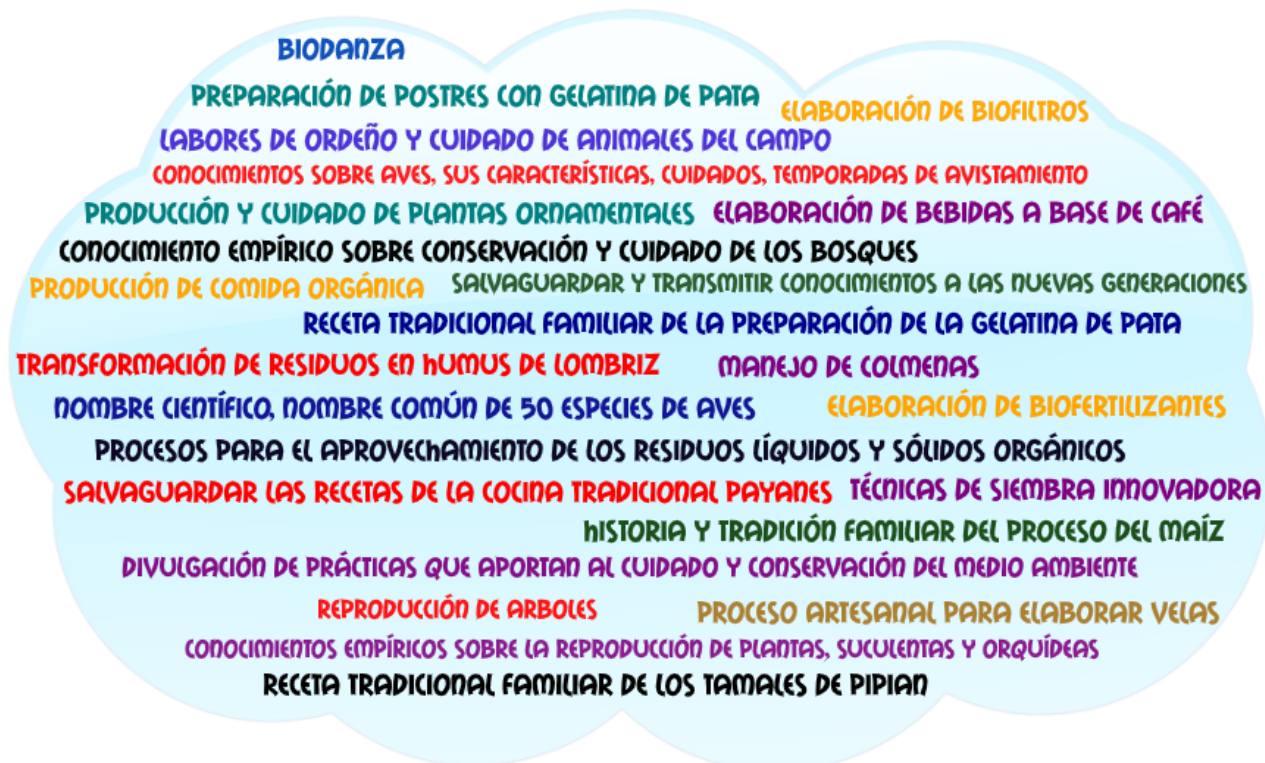 BIODANZA
PREPARACIÓN DE POSTRES CON GELATINA DE PATA
ELABORACIÓN DE BIOFILTROS
LABORES DE ORDEÑO Y CUIDADO DE ANIMALES DEL CAMPO
CONOCIMIENTOS SOBRE AVES, SUS CARACTERÍSTICAS, CUIDADOS, TEMPORADAS DE AVISTAMIENTO
PRODUCCIÓN Y CUIDADO DE PLANTAS ORNAMENTALES
ELABORACIÓN DE BEBIDAS A BASE DE CAFÉ
CONOCIMIENTO EMPÍRICO SOBRE CONSERVACIÓN Y CUIDADO DE LOS BOSQUES
PRODUCCIÓN DE COMIDA ORGÁNICA
SALVAGUARDAR Y TRANSMITIR CONOCIMIENTOS A LAS NUEVAS GENERACIONES
RECETA TRADICIONAL FAMILIAR DE LA PREPARACIÓN DE LA GELATINA DE PATA
TRANSFORMACIÓN DE RESIDUOS EN HUMUS DE LOMBRIZ
MANEJO DE COLMENAS
NOMBRE CIENTÍFICO, NOMBRE COMÚN DE 50 ESPECIES DE AVES
ELABORACIÓN DE BIOFERTILIZANTES
PROCESOS PARA EL APROVECHAMIENTO DE LOS RESIDUOS LÍQUIDOS Y SÓLIDOS ORGÁNICOS
SALVAGUARDAR LAS RECETAS DE LA COCINA TRADICIONAL PAYANES
TÉCNICAS DE SIEMBRA INNOVADORA
HISTORIA Y TRADICIÓN FAMILIAR DEL PROCESO DEL MAÍZ
DIVULGACIÓN DE PRÁCTICAS QUE APORTAN AL CUIDADO Y CONSERVACIÓN DEL MEDIO AMBIENTE
REPRODUCCIÓN DE ARBOLES
PROCESO ARTESANAL PARA ELABORAR VELAS
CONOCIMIENTOS EMPÍRICOS SOBRE LA REPRODUCCIÓN DE PLANTAS, SUCULENTAS Y ORQUÍDEAS
RECETA TRADICIONAL FAMILIAR DE LOS TAMALES DE PIPIAN